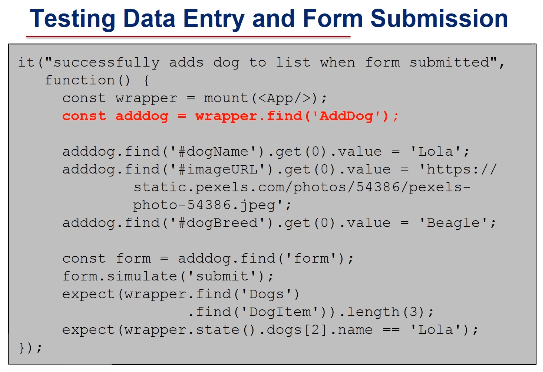 Testing Data Entry and Form Submission
it("successfully adds dog to list when form submitted",
function() {
const wrapper = mount(<App/>);
const adddog = wrapper.find('AddDog');
adddog.find('#dogName').get(0).value = 'Lola';
adddog.find('#imageURL').get(0).value = 'https://
static.pexels.com/photos/54386/pexels-
photo-54386.jpeg';
adddog.find('#dogBreed').get(0).value = 'Beagle';
const form = adddog.find('form');
form.simulate('submit');
expect(wrapper.find('Dogs')
.find('DogItem')).length(3);
expect(wrapper.state().dogs[2].name == 'Lola');
});